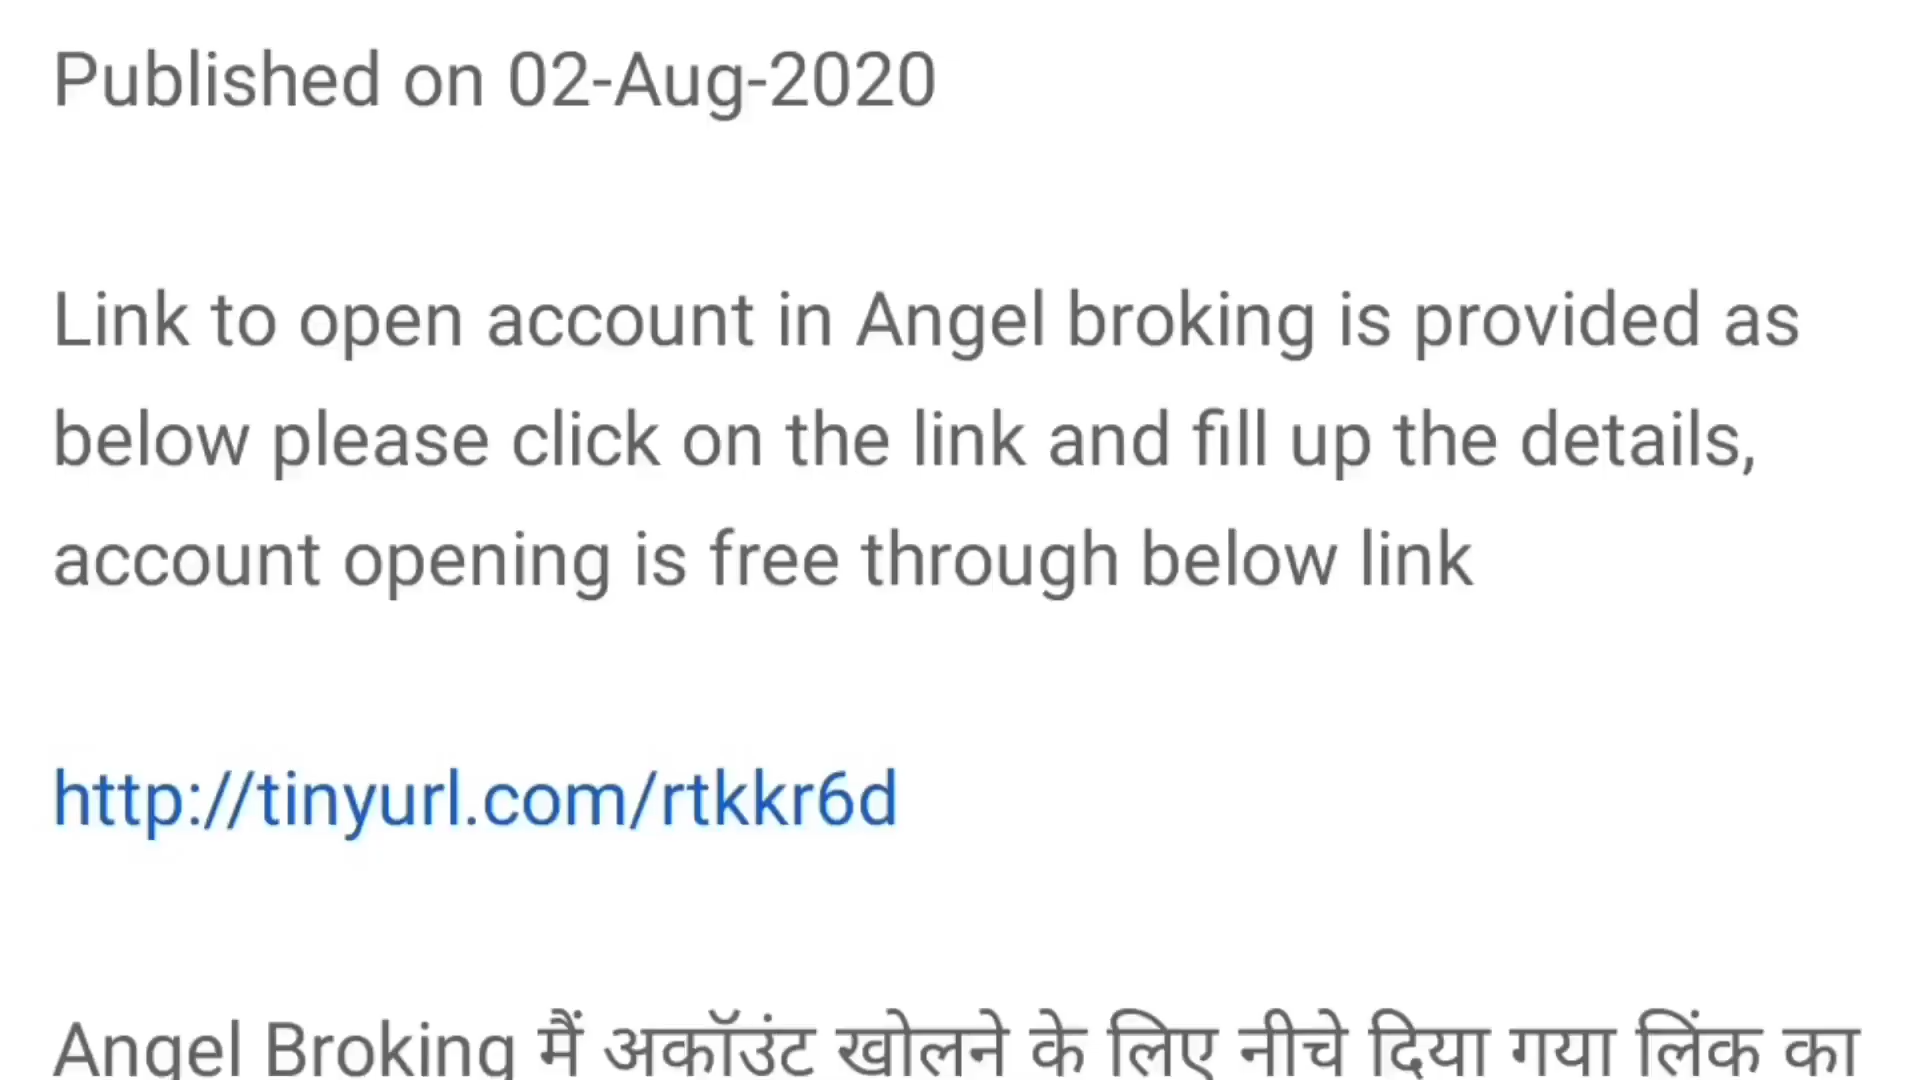 Published on 02-Aug-2020
Link to open account in Angel broking is provided as
below please click on the link and fill up the details,
account opening is free through below link
http://tinyurl.com/rtkkr6d
Angel Broking मैं अकॉउंट खोलने के लिए नीचे दिया गया लिंक का